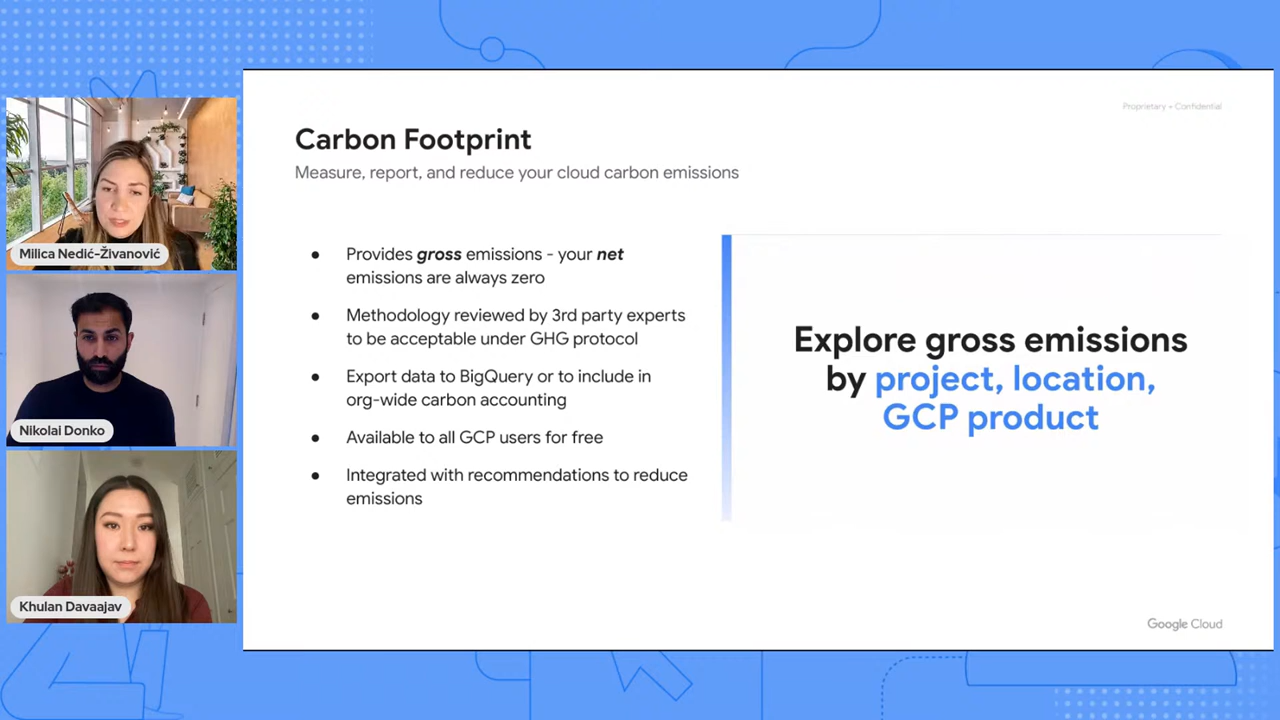 Proprietary + Confidential
Carbon Footprint
Measure, report, and reduce your cloud carbon emissions
● Provides gross emissions - your net
emissions are always zero
● Methodology reviewed by 3rd party experts
to be acceptable under GHG protocol
● Export data to BigQuery or to include in
org-wide carbon accounting
● Available to all GCP users for free
● Integrated with recommendations to reduce
emissions
Explore gross emissions
by project, location,
GCP product
Google Cloud
Milica Nedić-Živanović
Nikolai Donko
Khulan Davaajav